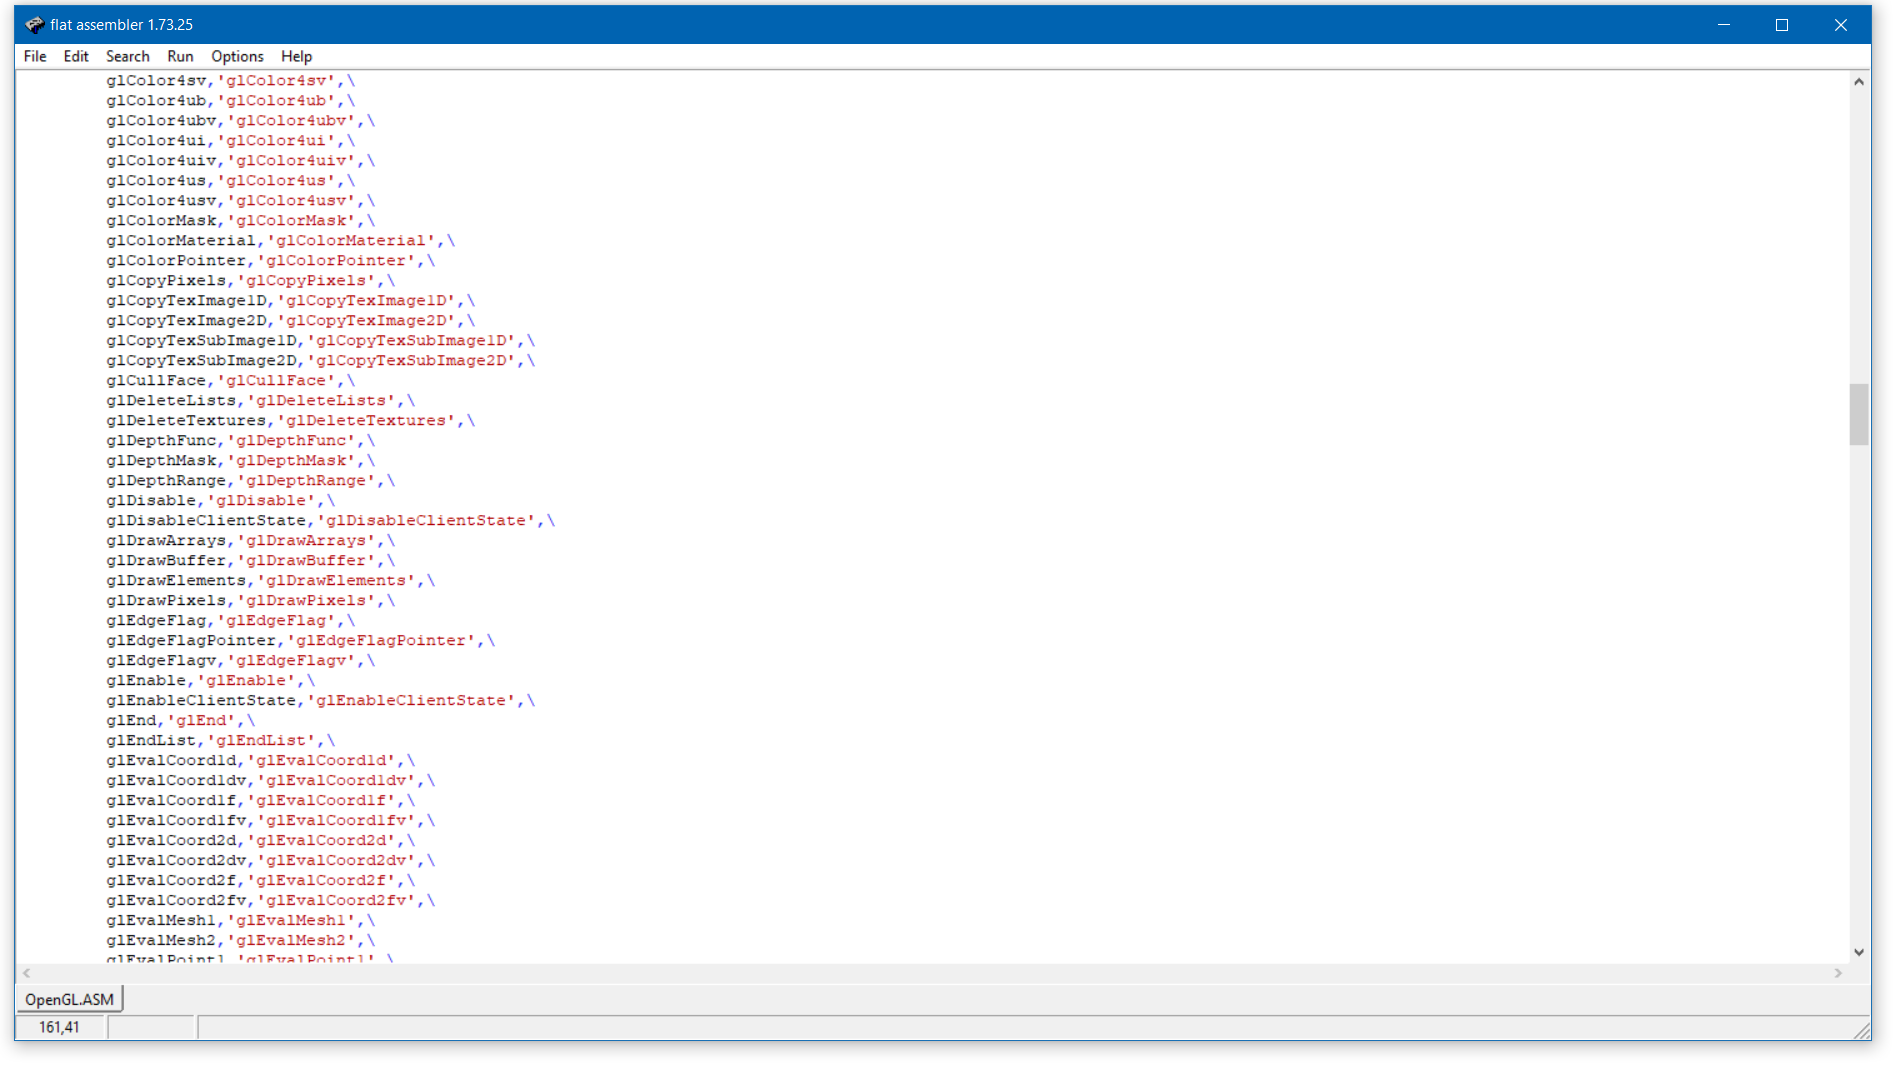 flat assembler 1.73.25
File Edit Search Run Options Help
glColor4sv,'glColor4sv',\
glColor4ub,'glColor4ub',\
glColor4ubv,'glColor4ubv',\
glColor4ui,'glColor4ui',\
glColor4uiv,'glColor4uiv',\
glColor4us,'glColor4us',\
glColor4usv,'glColor4usv',\
glColorMask,'glColorMask',\
glColorMaterial,'glColorMaterial',\
glColorPointer,'glColorPointer',\
glCopyPixels,'glCopyPixels',\
glCopyTexImage1D,'glCopyTexImage1D',\
glCopyTexImage2D,'glCopyTexImage2D',\
glCopyTexSubImage1D,'glCopyTexSubImage1D',\
glCopyTexSubImage2D,'glCopyTexSubImage2D',\
glCullFace,'glCullFace',\
glDeleteLists,'glDeleteLists',\
glDeleteTextures,'glDeleteTextures',\
glDepthFunc,'glDepthFunc',\
glDepthMask,'glDepthMask',\
glDepthRange,'glDepthRange',\
glDisable,'glDisable',\
glDisableClientState,'glDisableClientState',\
glDrawArrays,'glDrawArrays',\
glDrawBuffer,'glDrawBuffer',\
glDrawElements,'glDrawElements',\
glDrawPixels,'glDrawPixels',\
glEdgeFlag,'glEdgeFlag',\
glEdgeFlagPointer,'glEdgeFlagPointer',\
glEdgeFlagv,'glEdgeFlagv',\
glEnable,'glEnable',\
glEnableClientState,'glEnableClientState',\
glEnd,'glEnd',\
glEndList,'glEndList',\
glEvalCoord1d,'glEvalCoord1d',\
glEvalCoord1dv,'glEvalCoord1dv',\
glEvalCoord1f,'glEvalCoord1f',\
glEvalCoord1fv,'glEvalCoord1fv',\
glEvalCoord2d,'glEvalCoord2d',\
glEvalCoord2dv,'glEvalCoord2dv',\
glEvalCoord2f,'glEvalCoord2f',\
glEvalCoord2fv,'glEvalCoord2fv',\
glEvalMesh1,'glEvalMesh1',\
glEvalMesh2,'glEvalMesh2',\
glEvalPoint1,'glEvalPoint1',\
OpenGL.ASM
161,41